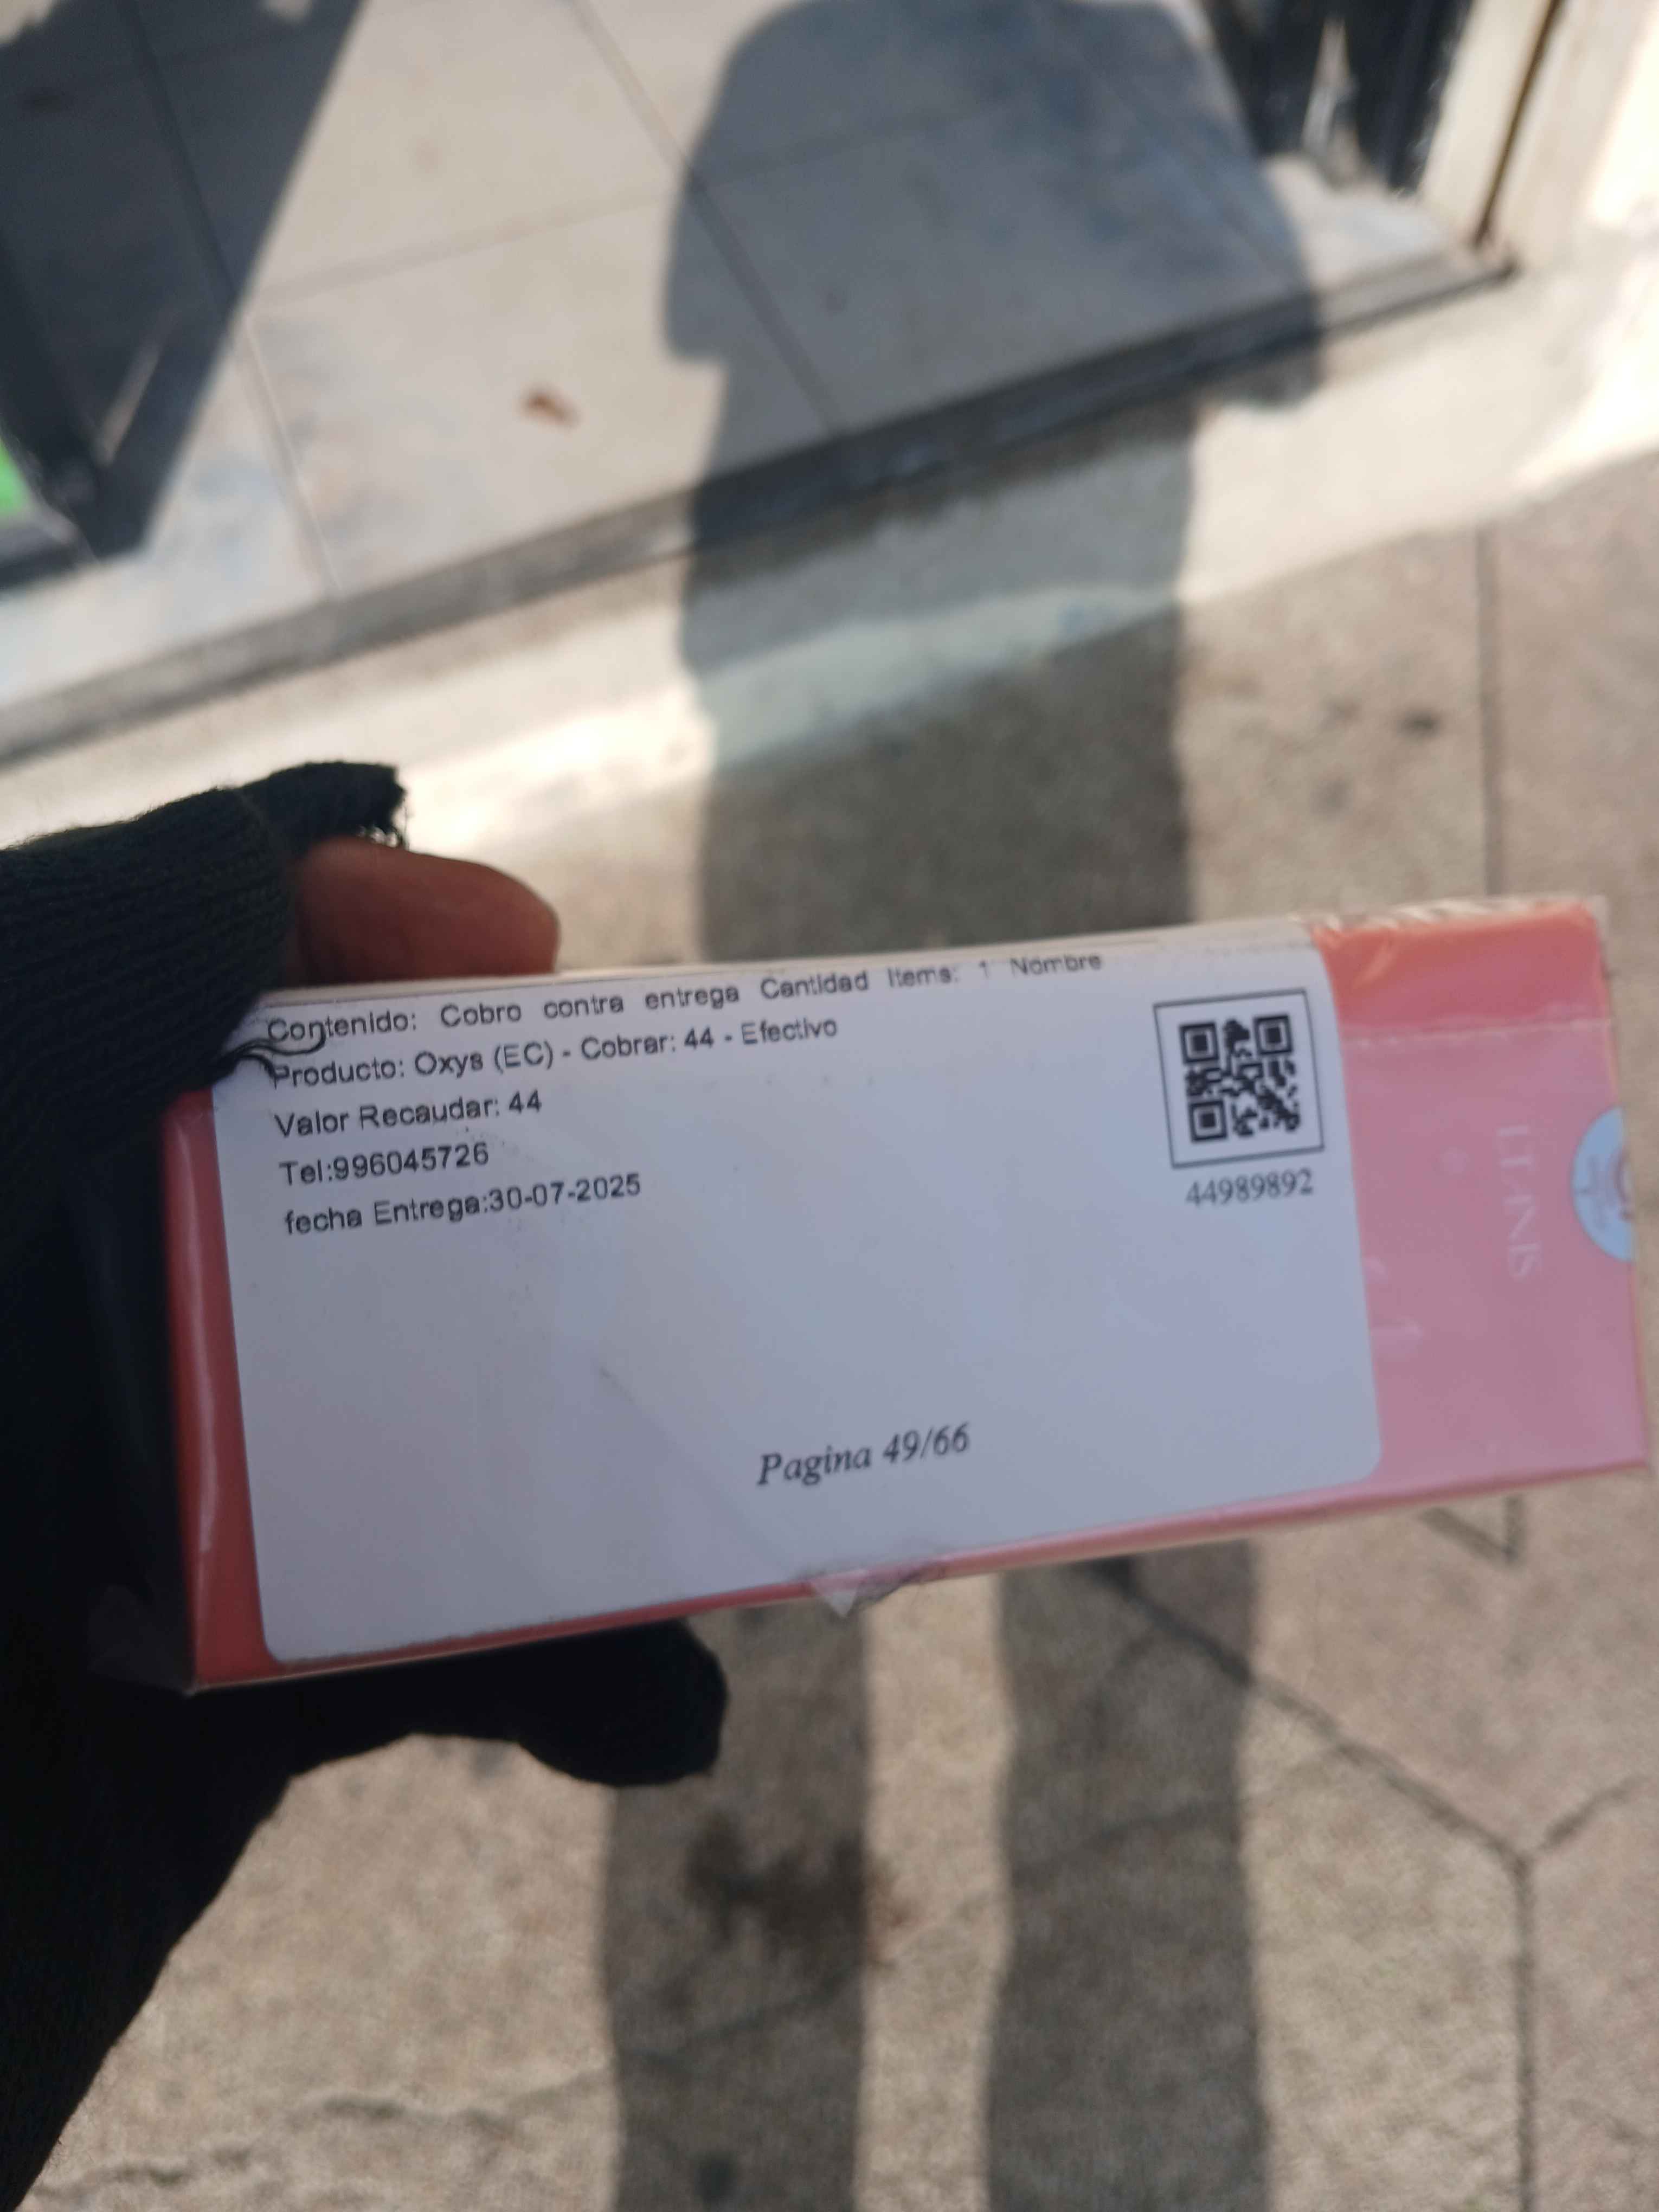 Contenido: Cobro contra entrega Cantidad Items: 1 Nombre
Producto: Oxys (EC) - Cobrar: 44 - Efectivo
Valor Recaudar: 44
Tel:996045726
fecha Entrega:30-07-2025
44989892
Pagina 49/66